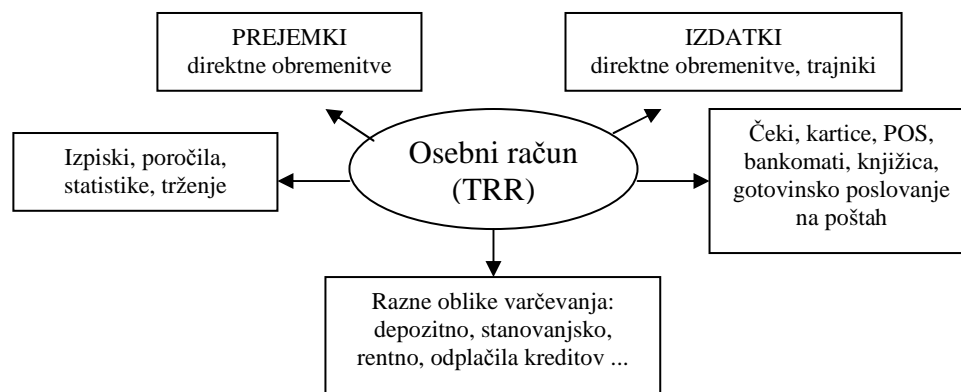 PREJEMKI
direktne obremenitve
IZDATKI
direktne obremenitve, trajniki
Izpiski, poročila,
statistike, trženje
Osebni račun
(TRR)
Čeki, kartice, POS,
bankomati, knjižica,
gotovinsko poslovanje
na poštah
Razne oblike varčevanja:
depozitno, stanovanjsko,
rentno, odplačila kreditov ...